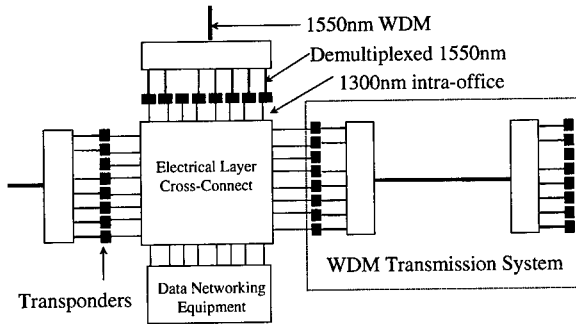 1550nm WDM
Demultiplexed 1550nm
1300nm intra-office
Electrical Layer
Cross-Connect
WDM Transmission System
Transponders
Data Networking
Equipment